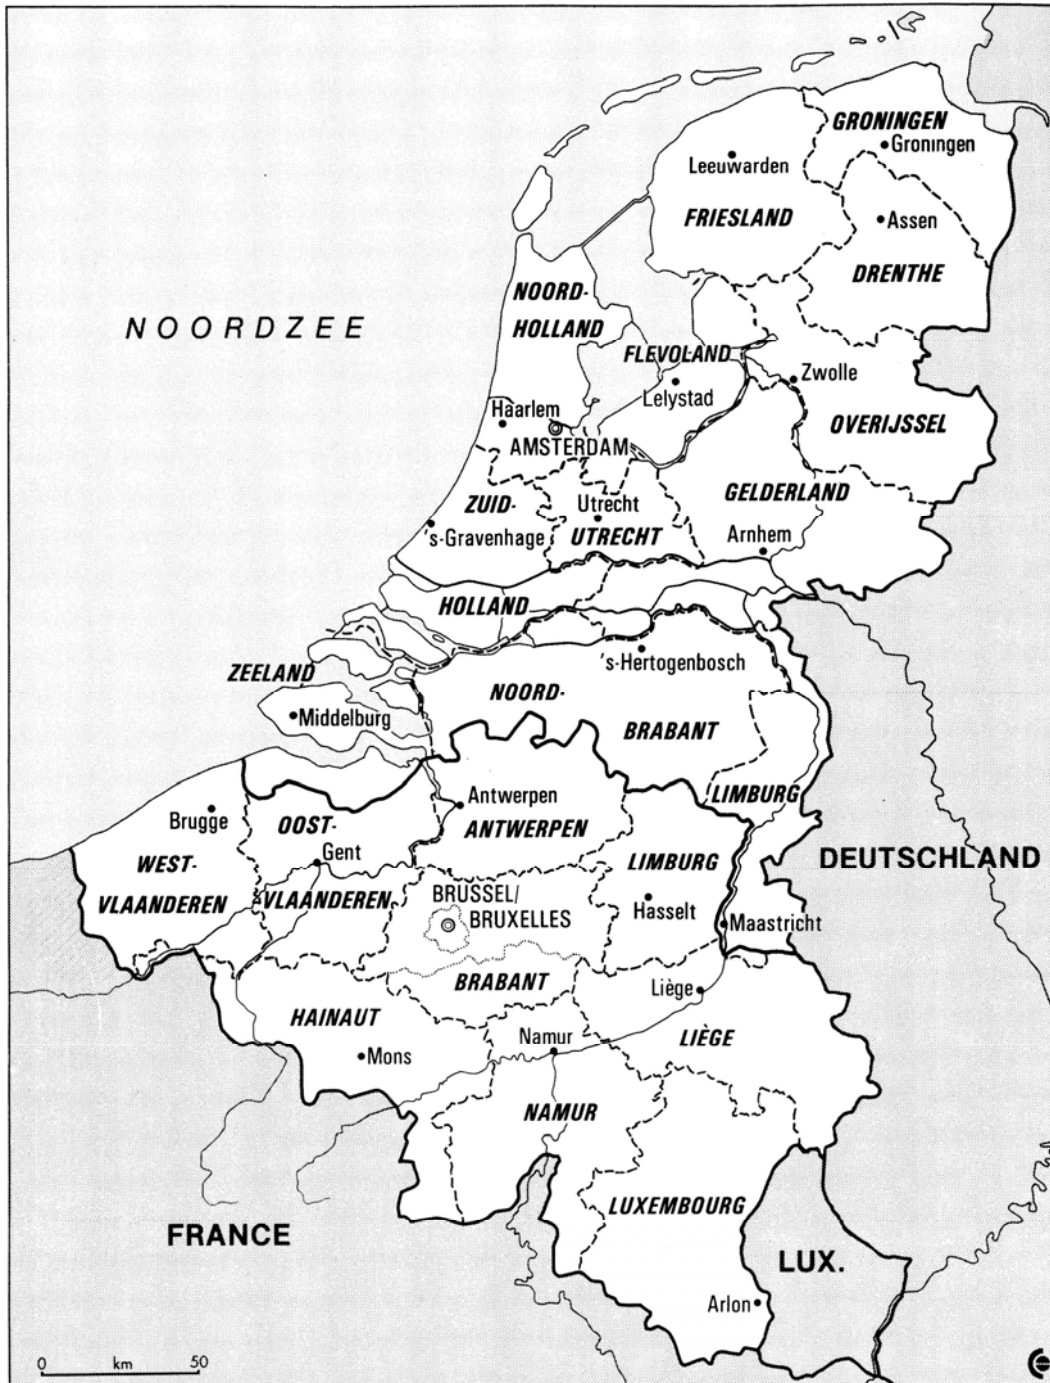 GRONINGEN
Groningen
Leeuwarden
FRIESLAND
Assen
DRENTHE
NOORD-
HOLLAND
NOORDZEE
FLEVOLAND
Lelystad
Zwolle
OVERIJSSEL
Haarlem
AMSTERDAM
GELDERLAND
ZUID-
Utrecht
's-Gravenhage
UTRECHT
Arnhem
HOLLAND
's-Hertogenbosch
ZEELAND
NOORD-
Middelburg
BRABANT
LIMBURG
Antwerpen
Brugge
OOST-
ANTWERPEN
Gent
LIMBURG
DEUTSCHLAND
WEST-
VLAANDEREN
VLAANDEREN
BRUSSEL/
BRUXELLES
Hasselt
Maastricht
BRABANT
Liège
HAINAUT
Namur
LIÈGE
Mons
NAMUR
LUXEMBOURG
FRANCE
LUX.
Arlon
0 km 50